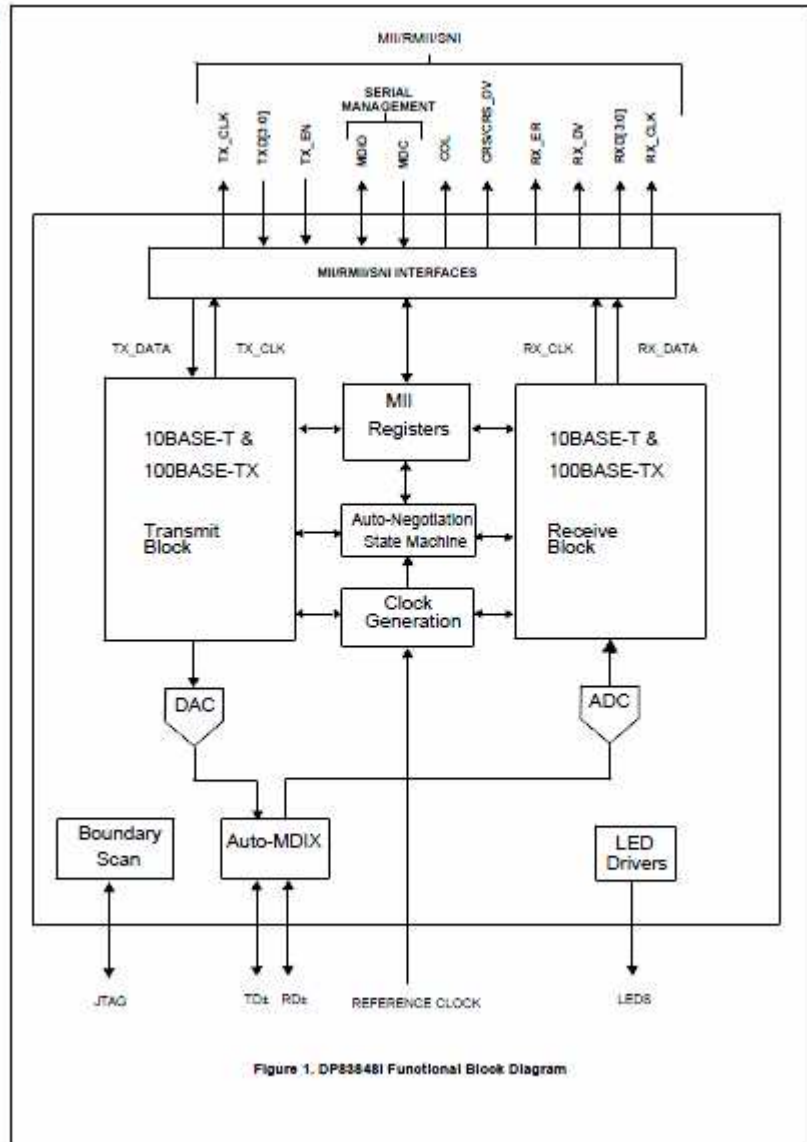 MII/RMII/SNI
SERIAL
MANAGEMENT
TX_CLK
TXD[3:0]
TX_EN
MDIO
MDC
COL
CRS/CRS_DV
RX_ER
RX_DV
RXD[3:0]
RX_CLK
MII/RMII/SNI INTERFACES
TX_DATA
TX_CLK
RX_CLK
RX_DATA
10BASE-T &
100BASE-TX
Transmit
Block
MII
Registers
Auto-Negotiation
State Machine
Clock
Generation
10BASE-T &
100BASE-TX
Receive
Block
DAC
ADC
Boundary
Scan
Auto-MDIX
LED
Drivers
JTAG
TD±
RD±
REFERENCE CLOCK
LEDS
Figure 1. DP83848I Functional Block Diagram